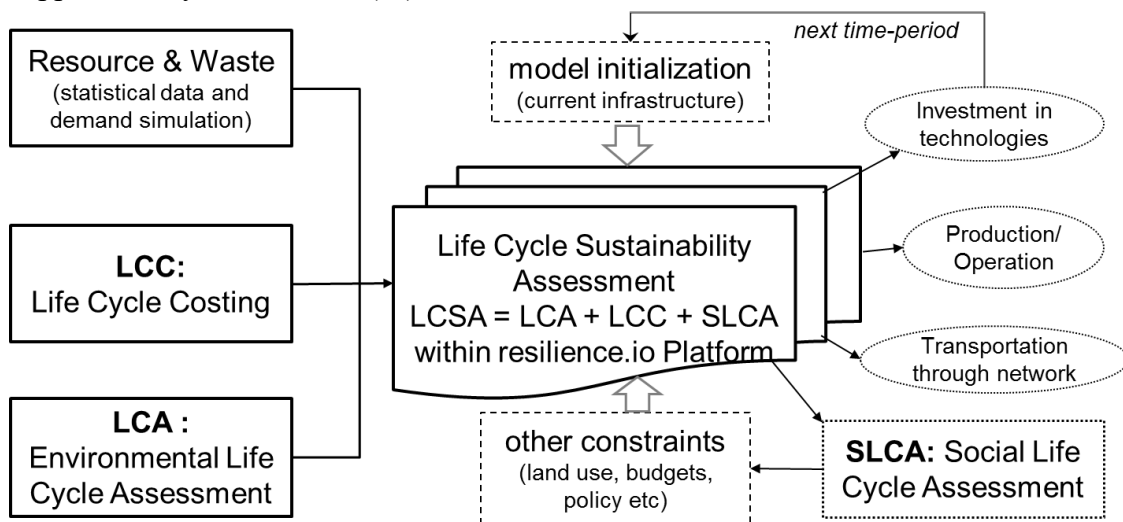 Resource & Waste
(statistical data and
demand simulation)
LCC:
Life Cycle Costing
LCA :
Environmental Life
Cycle Assessment
model initialization
(current infrastructure)
next time-period
Life Cycle Sustainability
Assessment
LCSA = LCA + LCC + SLCA
within resilience.io Platform
other constraints
(land use, budgets,
policy etc)
Investment in
technologies
Production/
Operation
Transportation
through network
SLCA: Social Life
Cycle Assessment